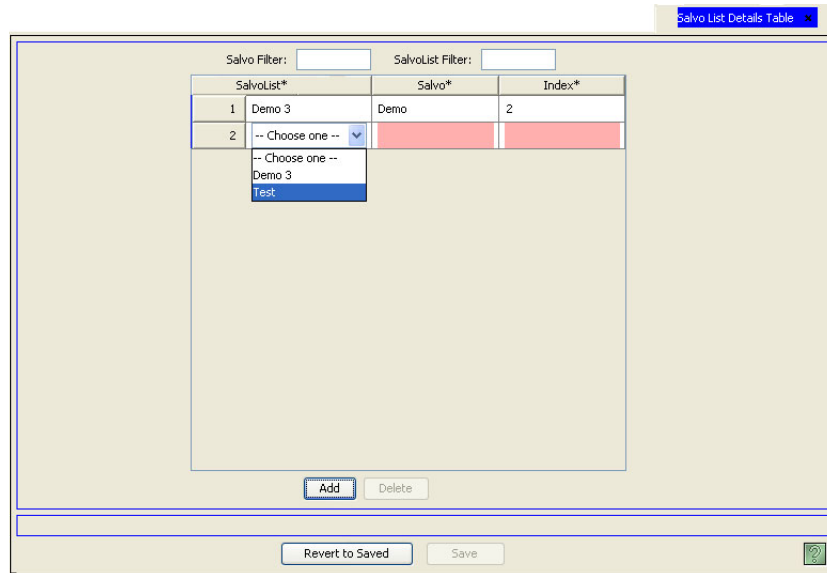 Salvo List Details Table x
Salvo Filter: SalvoList Filter:
SalvoList* Salvo* Index*
1 Demo 3 Demo 2
2 -- Choose one --
-- Choose one --
Demo 3
Test
Add Delete
Revert to Saved Save
?